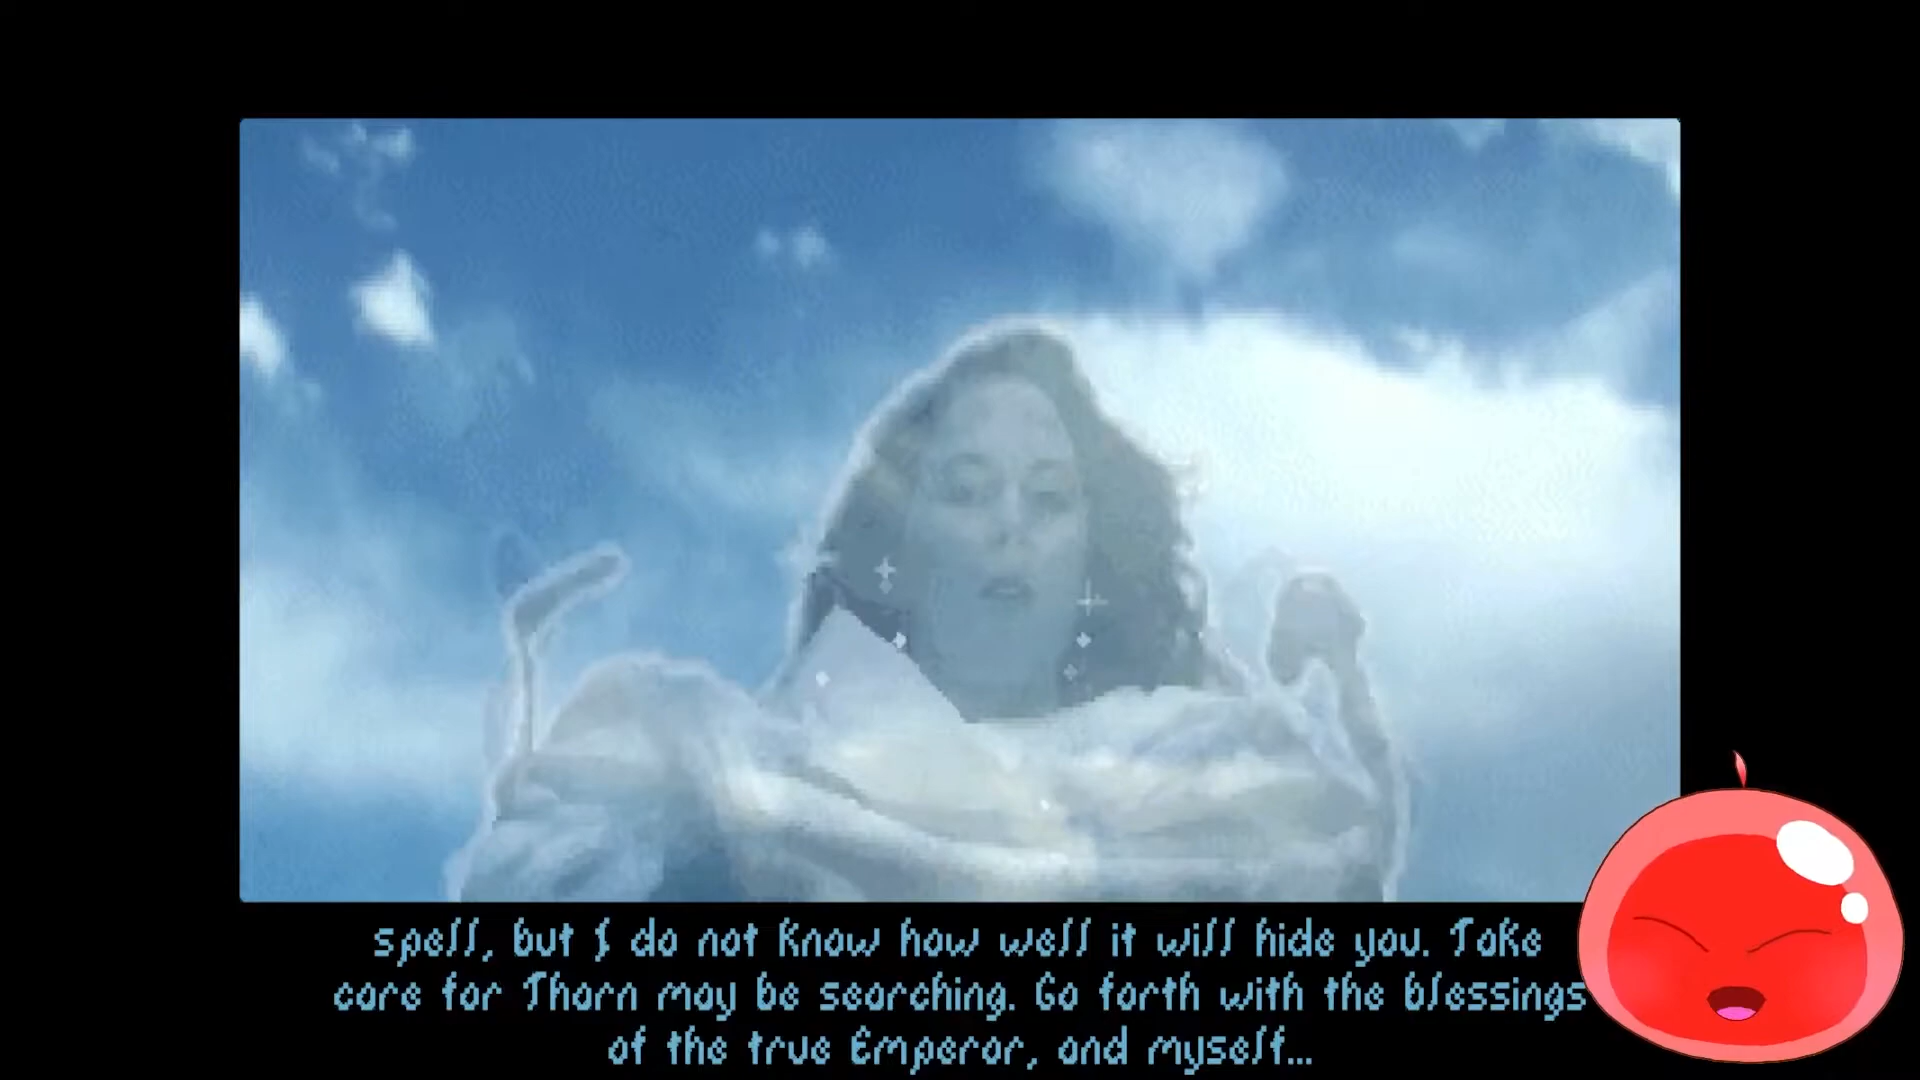 spell, but I do not know how well it will hide you. Take
care for Tharn may be searching. Go forth with the blessings
of the true Emperor, and myself...